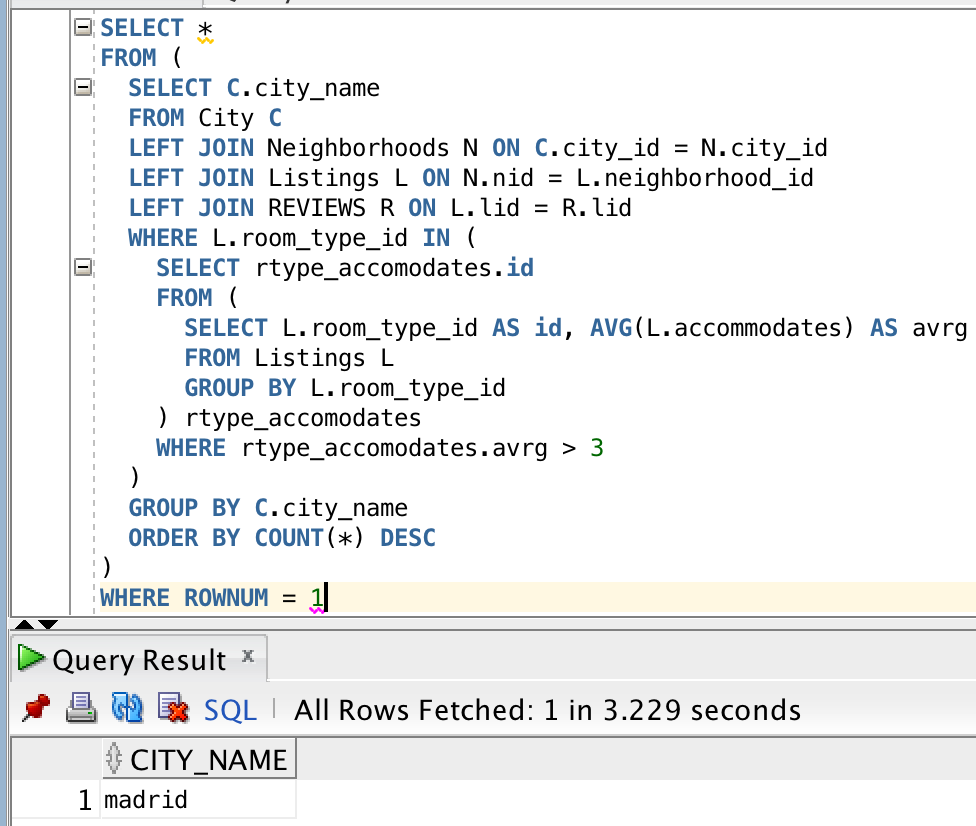 SELECT *
FROM (
SELECT C.city_name
FROM City C
LEFT JOIN Neighborhoods N ON C.city_id = N.city_id
LEFT JOIN Listings L ON N.nid = L.neighborhood_id
LEFT JOIN REVIEWS R ON L.lid = R.lid
WHERE L.room_type_id IN (
SELECT rtype_accomodates.id
FROM (
SELECT L.room_type_id AS id, AVG(L.accommodates) AS avrg
FROM Listings L
GROUP BY L.room_type_id
) rtype_accomodates
WHERE rtype_accomodates.avrg > 3
)
GROUP BY C.city_name
ORDER BY COUNT(*) DESC
)
WHERE ROWNUM = 1
Query Result x
SQL | All Rows Fetched: 1 in 3.229 seconds
CITY_NAME
1 madrid